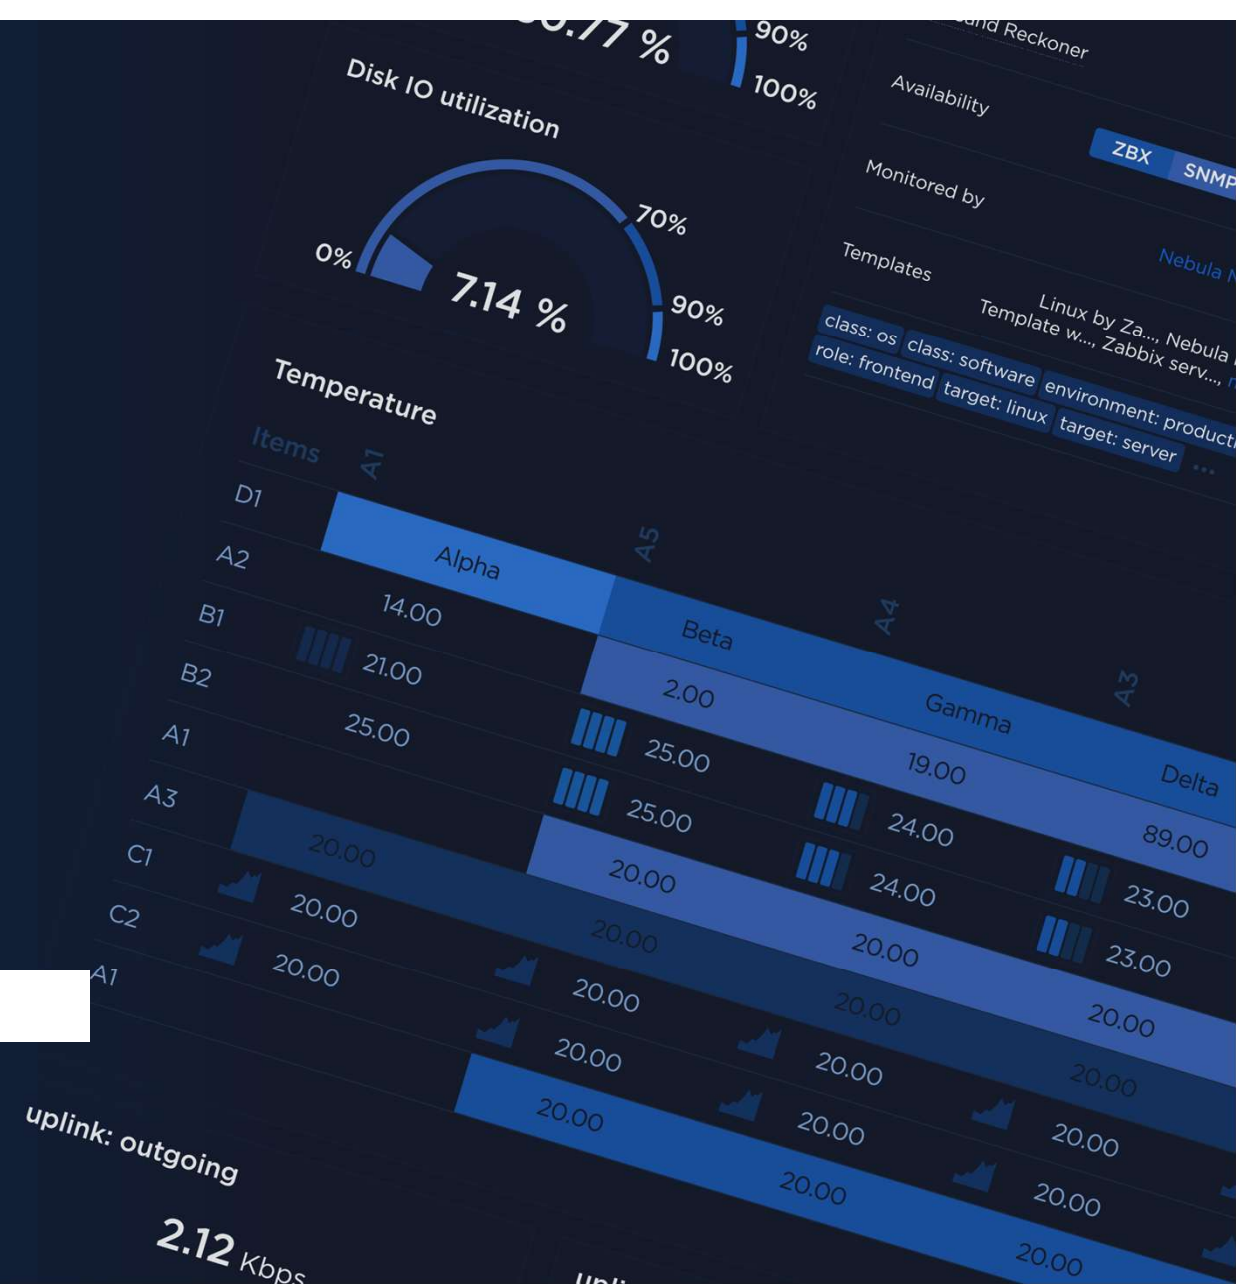 90%
100%
Disk IO utilization
0%
70%
90%
100%
7.14 %
Reckoner
Availability
ZBX SNMP
Monitored by
Nebula
Templates
Linux by Za..., Nebula
Template w..., Zabbix serv...,
class: os class: software environment: producti
role: frontend target: linux target: server ...
Temperature
Items A1 A5 A4 A3
D1 Alpha Beta Gamma Delta
A2 14.00 2.00 19.00 89.00
B1 21.00 25.00 24.00 23.00
B2 25.00 25.00 24.00 23.00
A1 20.00 20.00 20.00
A3 20.00 20.00 20.00 20.00
C1 20.00 20.00 20.00 20.00
C2 20.00 20.00 20.00 20.00
A1 20.00 20.00 20.00
uplink: outgoing
2.12 Kbps